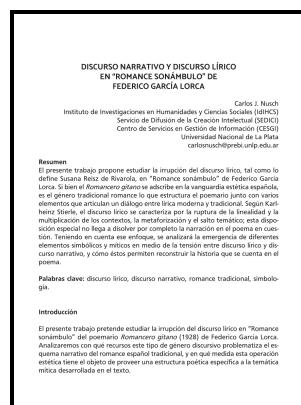 DISCURSO NARRATIVO Y DISCURSO LÍRICO
EN "ROMANCE SONÁMBULO" DE
FEDERICO GARCÍA LORCA
Carlos J. Nusch
Instituto de Investigaciones en Humanidades y Ciencias Sociales (IdIHCS)
Servicio de Difusión de la Creación Intelectual (SEDICI)
Centro de Servicios en Gestión de Información (CESGI)
Universidad Nacional de La Plata
carlosnusch@prebi.unlp.edu.ar
Resumen
El presente trabajo propone estudiar la irrupción del discurso lírico, tal como lo
define Susana Reisz de Rivarola, en "Romance sonámbulo" de Federico García
Lorca. Si bien el Romancero gitano se adscribe en la vanguardia estética española,
es el género tradicional romance lo que estructura el poemario junto con varios
elementos que articulan un diálogo entre lírica moderna y tradicional. Según Karl-
heinz Stierle, el discurso lírico se caracteriza por la ruptura de la linealidad y la
multiplicación de los contextos, la metaforización y el salto temático; esta dispo-
sición especial no llega a disolver por completo la narración en el poema en cues-
tión. Teniendo en cuenta ese enfoque, se analizará la emergencia de diferentes
elementos simbólicos y míticos en medio de la tensión entre discurso lírico y dis-
curso narrativo, y cómo éstos permiten reconstruir la historia que se cuenta en el
poema.
Palabras clave: discurso lírico, discurso narrativo, romance tradicional, simbolo-
gía.
Introducción
El presente trabajo pretende estudiar la irrupción del discurso lírico en "Romance
sonámbulo" del poemario Romancero gitano (1928) de Federico García Lorca.
Analizaremos con qué recursos este tipo de género discursivo problematiza el es-
quema narrativo del romance español tradicional, y en qué medida esta operación
estética tiene el objeto de proveer una estructura poética específica a la temática
mítica desarrollada en el texto.